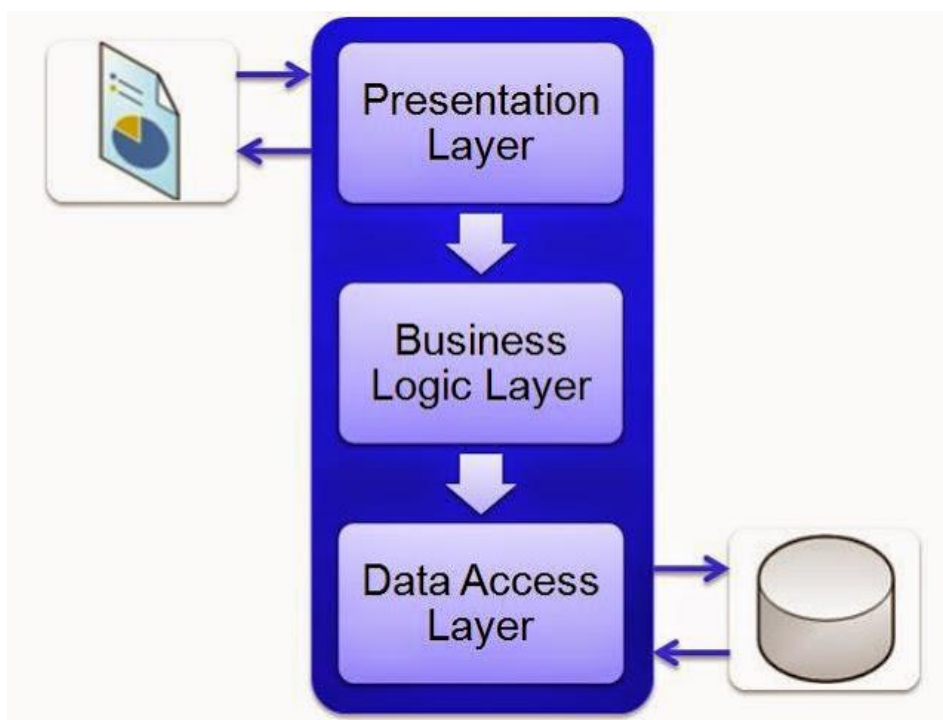 Presentation
Layer
Business
Logic Layer
Data Access
Layer